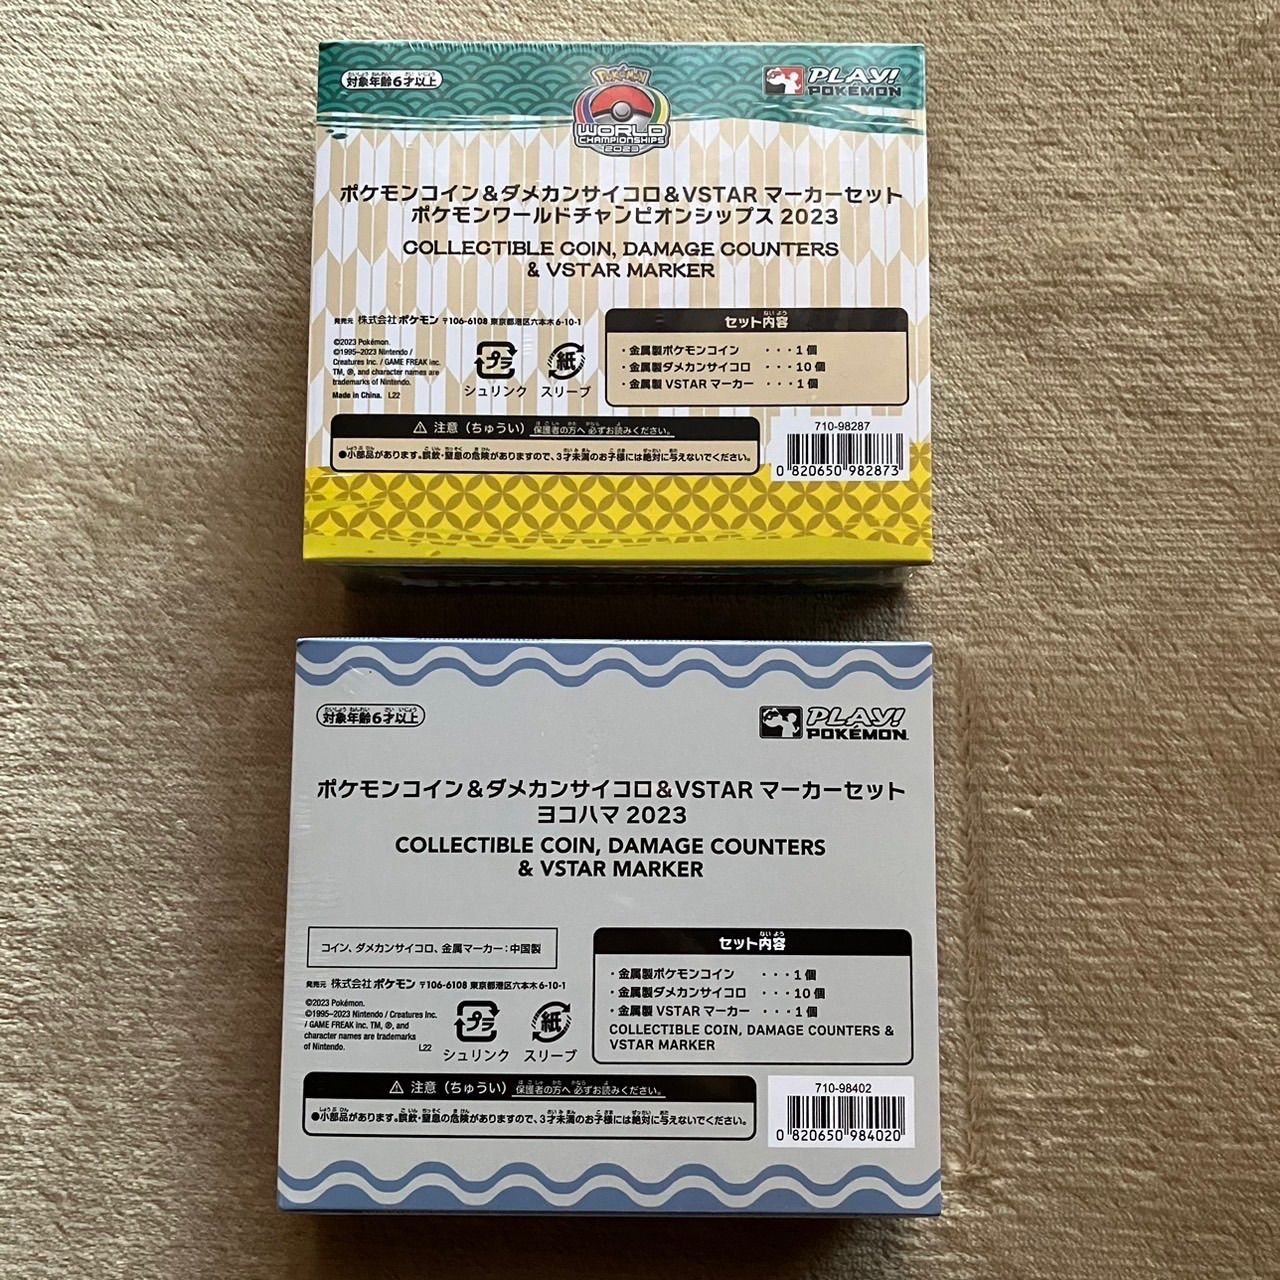 対象年齢6才以上
Pokémon
WORLD
CHAMPIONSHIPS
2023
PLAY!
POKÉMON
ポケモンコイン&ダメカンサイコロ&VSTAR マーカーセット
ポケモンワールドチャンピオンシップス 2023
COLLECTIBLE COIN, DAMAGE COUNTERS
& VSTAR MARKER
発売元 株式会社ポケモン 〒106-6108 東京都港区六本木6-10-1
©2023 Pokémon.
©1995–2023 Nintendo /
Creatures Inc. / GAME FREAK inc.
TM, ®, and character names are
trademarks of Nintendo.
Made in China. L22
プラ
シュリンク
紙
スリーブ
セット内容
・金属製ポケモンコイン ・・・1個
・金属製ダメカンサイコロ ・・・10個
・金属製 VSTAR マーカー ・・・1個
⚠ 注意(ちゅうい) 保護者の方へ 必ずお読みください。
●小部品があります。誤飲・窒息の危険がありますので、3才未満のお子様には絶対に与えないでください。
710-98287
0 820650 982873
対象年齢6才以上
PLAY!
POKÉMON
ポケモンコイン&ダメカンサイコロ&VSTAR マーカーセット
ヨコハマ 2023
COLLECTIBLE COIN, DAMAGE COUNTERS
& VSTAR MARKER
コイン、ダメカンサイコロ、金属マーカー:中国製
発売元 株式会社ポケモン 〒106-6108 東京都港区六本木6-10-1
©2023 Pokémon.
©1995–2023 Nintendo / Creatures Inc.
/ GAME FREAK inc. TM, ®, and
character names are trademarks
of Nintendo. L22
プラ
シュリンク
紙
スリーブ
セット内容
・金属製ポケモンコイン ・・・1個
・金属製ダメカンサイコロ ・・・10個
・金属製 VSTAR マーカー ・・・1個
COLLECTIBLE COIN, DAMAGE COUNTERS &
VSTAR MARKER
⚠ 注意(ちゅうい) 保護者の方へ 必ずお読みください。
●小部品があります。誤飲・窒息の危険がありますので、3才未満のお子様には絶対に与えないでください。
710-98402
0 820650 984020